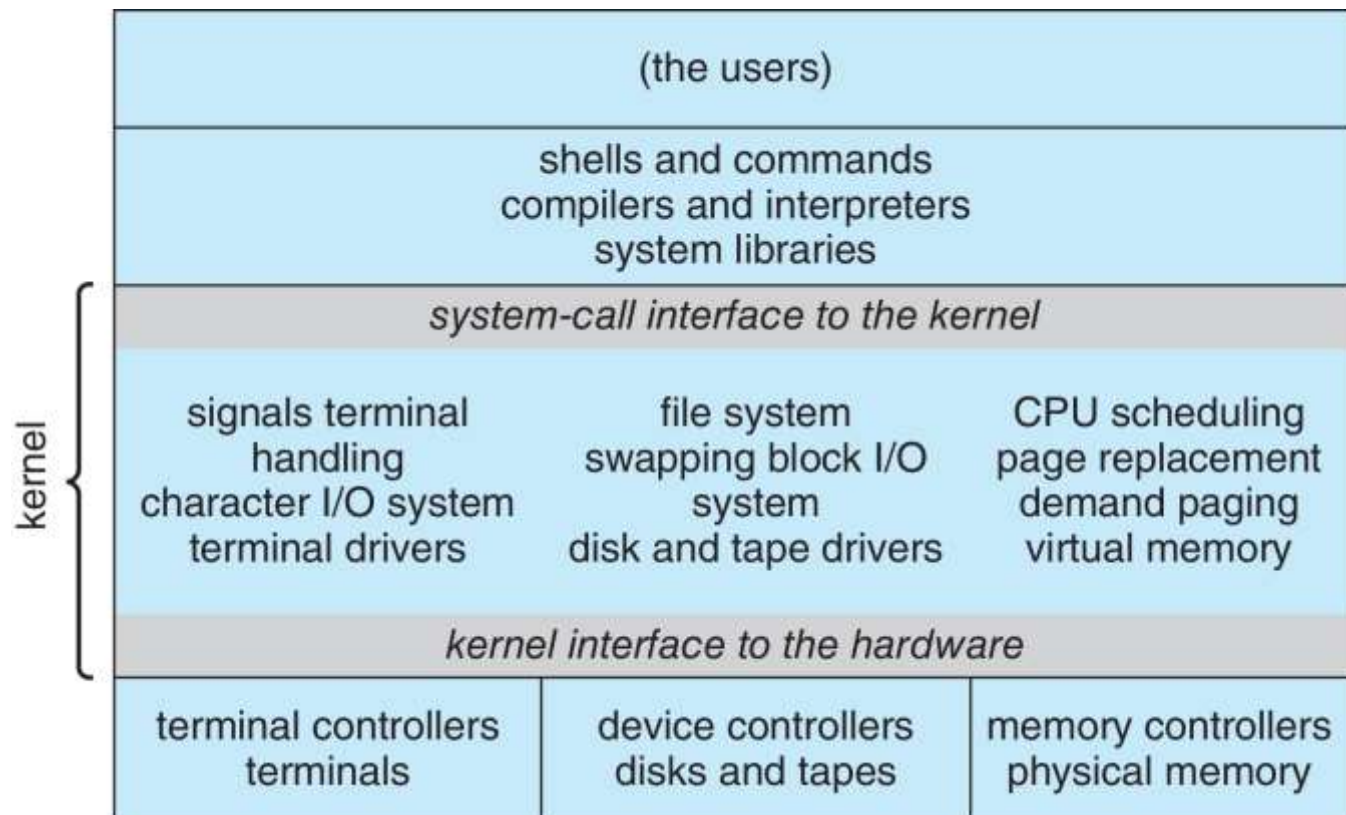 (the users)
shells and commands
compilers and interpreters
system libraries
system-call interface to the kernel
kernel
signals terminal
handling
character I/O system
terminal drivers
file system
swapping block I/O
system
disk and tape drivers
CPU scheduling
page replacement
demand paging
virtual memory
kernel interface to the hardware
terminal controllers
terminals
device controllers
disks and tapes
memory controllers
physical memory